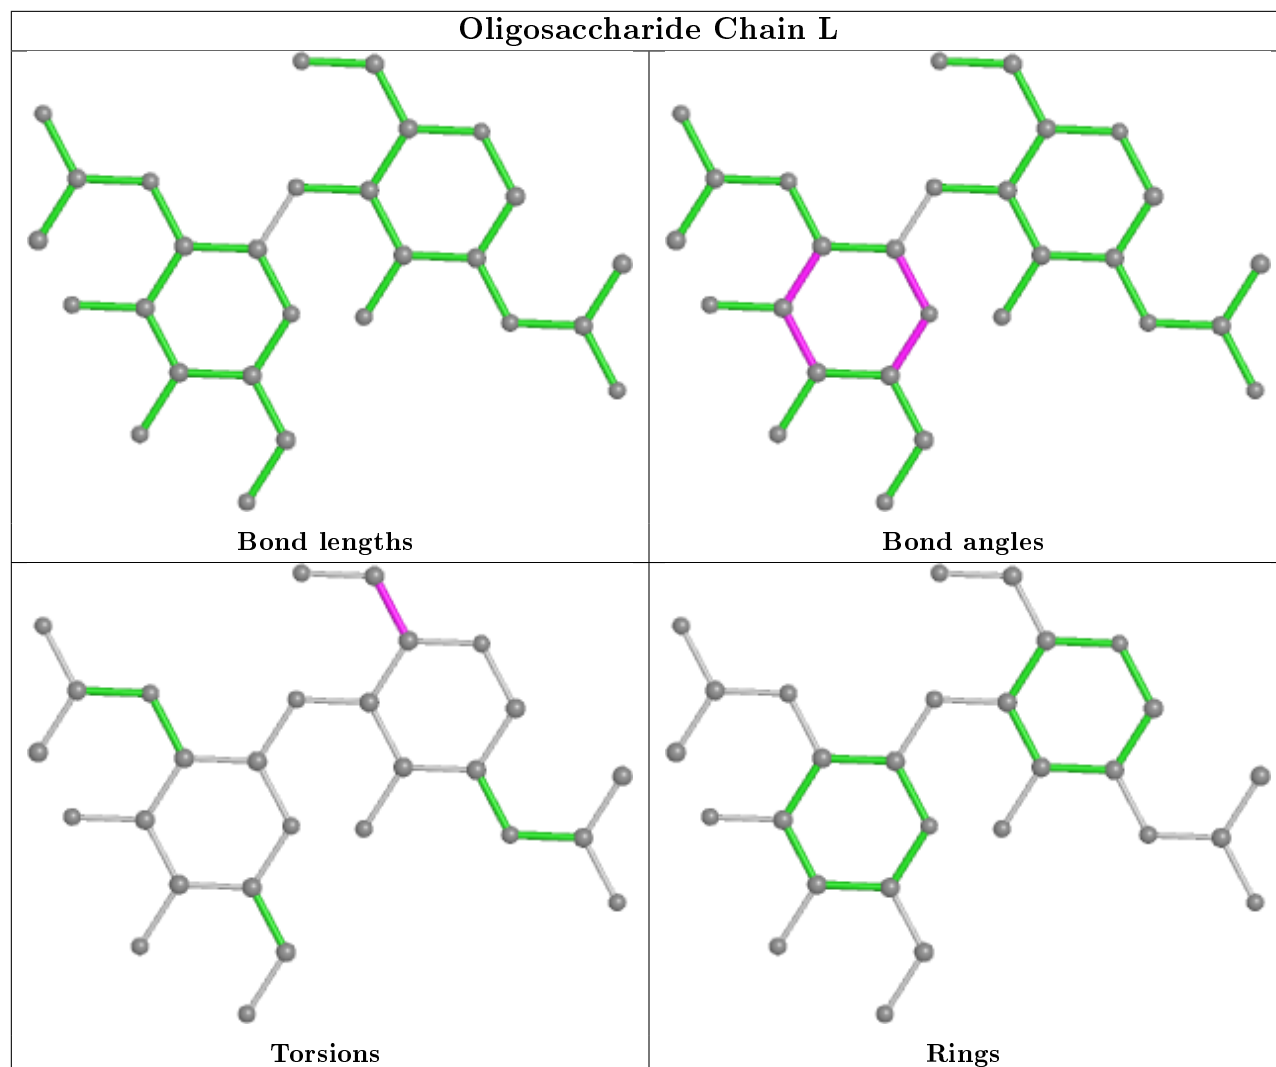 Oligosaccharide Chain L
Bond lengths
Bond angles
Torsions
Rings